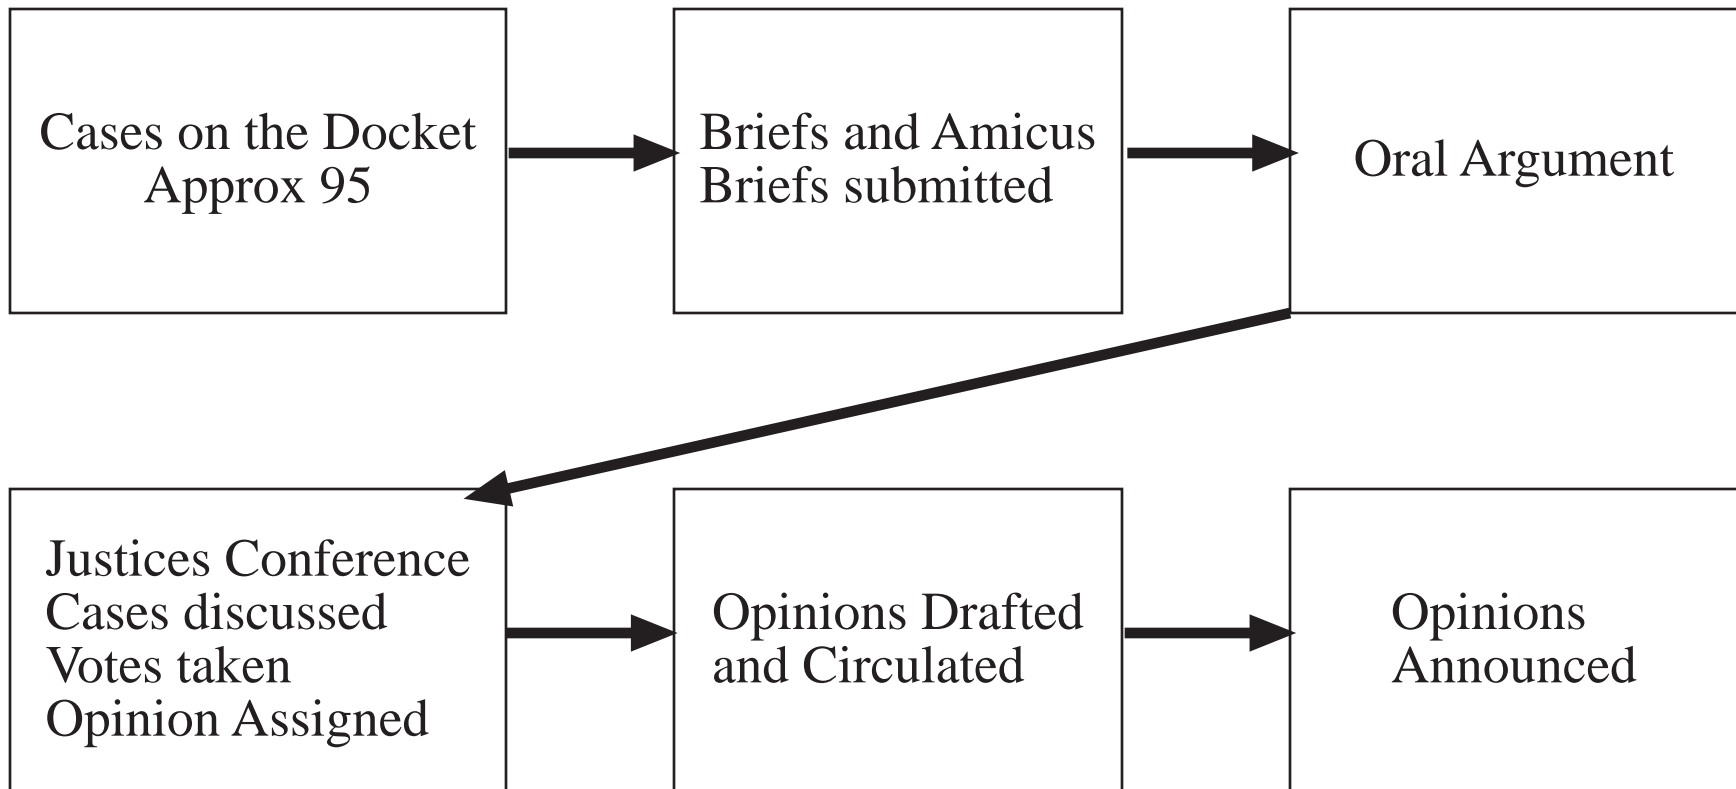 Cases on the Docket
Approx 95
Briefs and Amicus
Briefs submitted
Oral Argument
Justices Conference
Cases discussed
Votes taken
Opinion Assigned
Opinions Drafted
and Circulated
Opinions
Announced